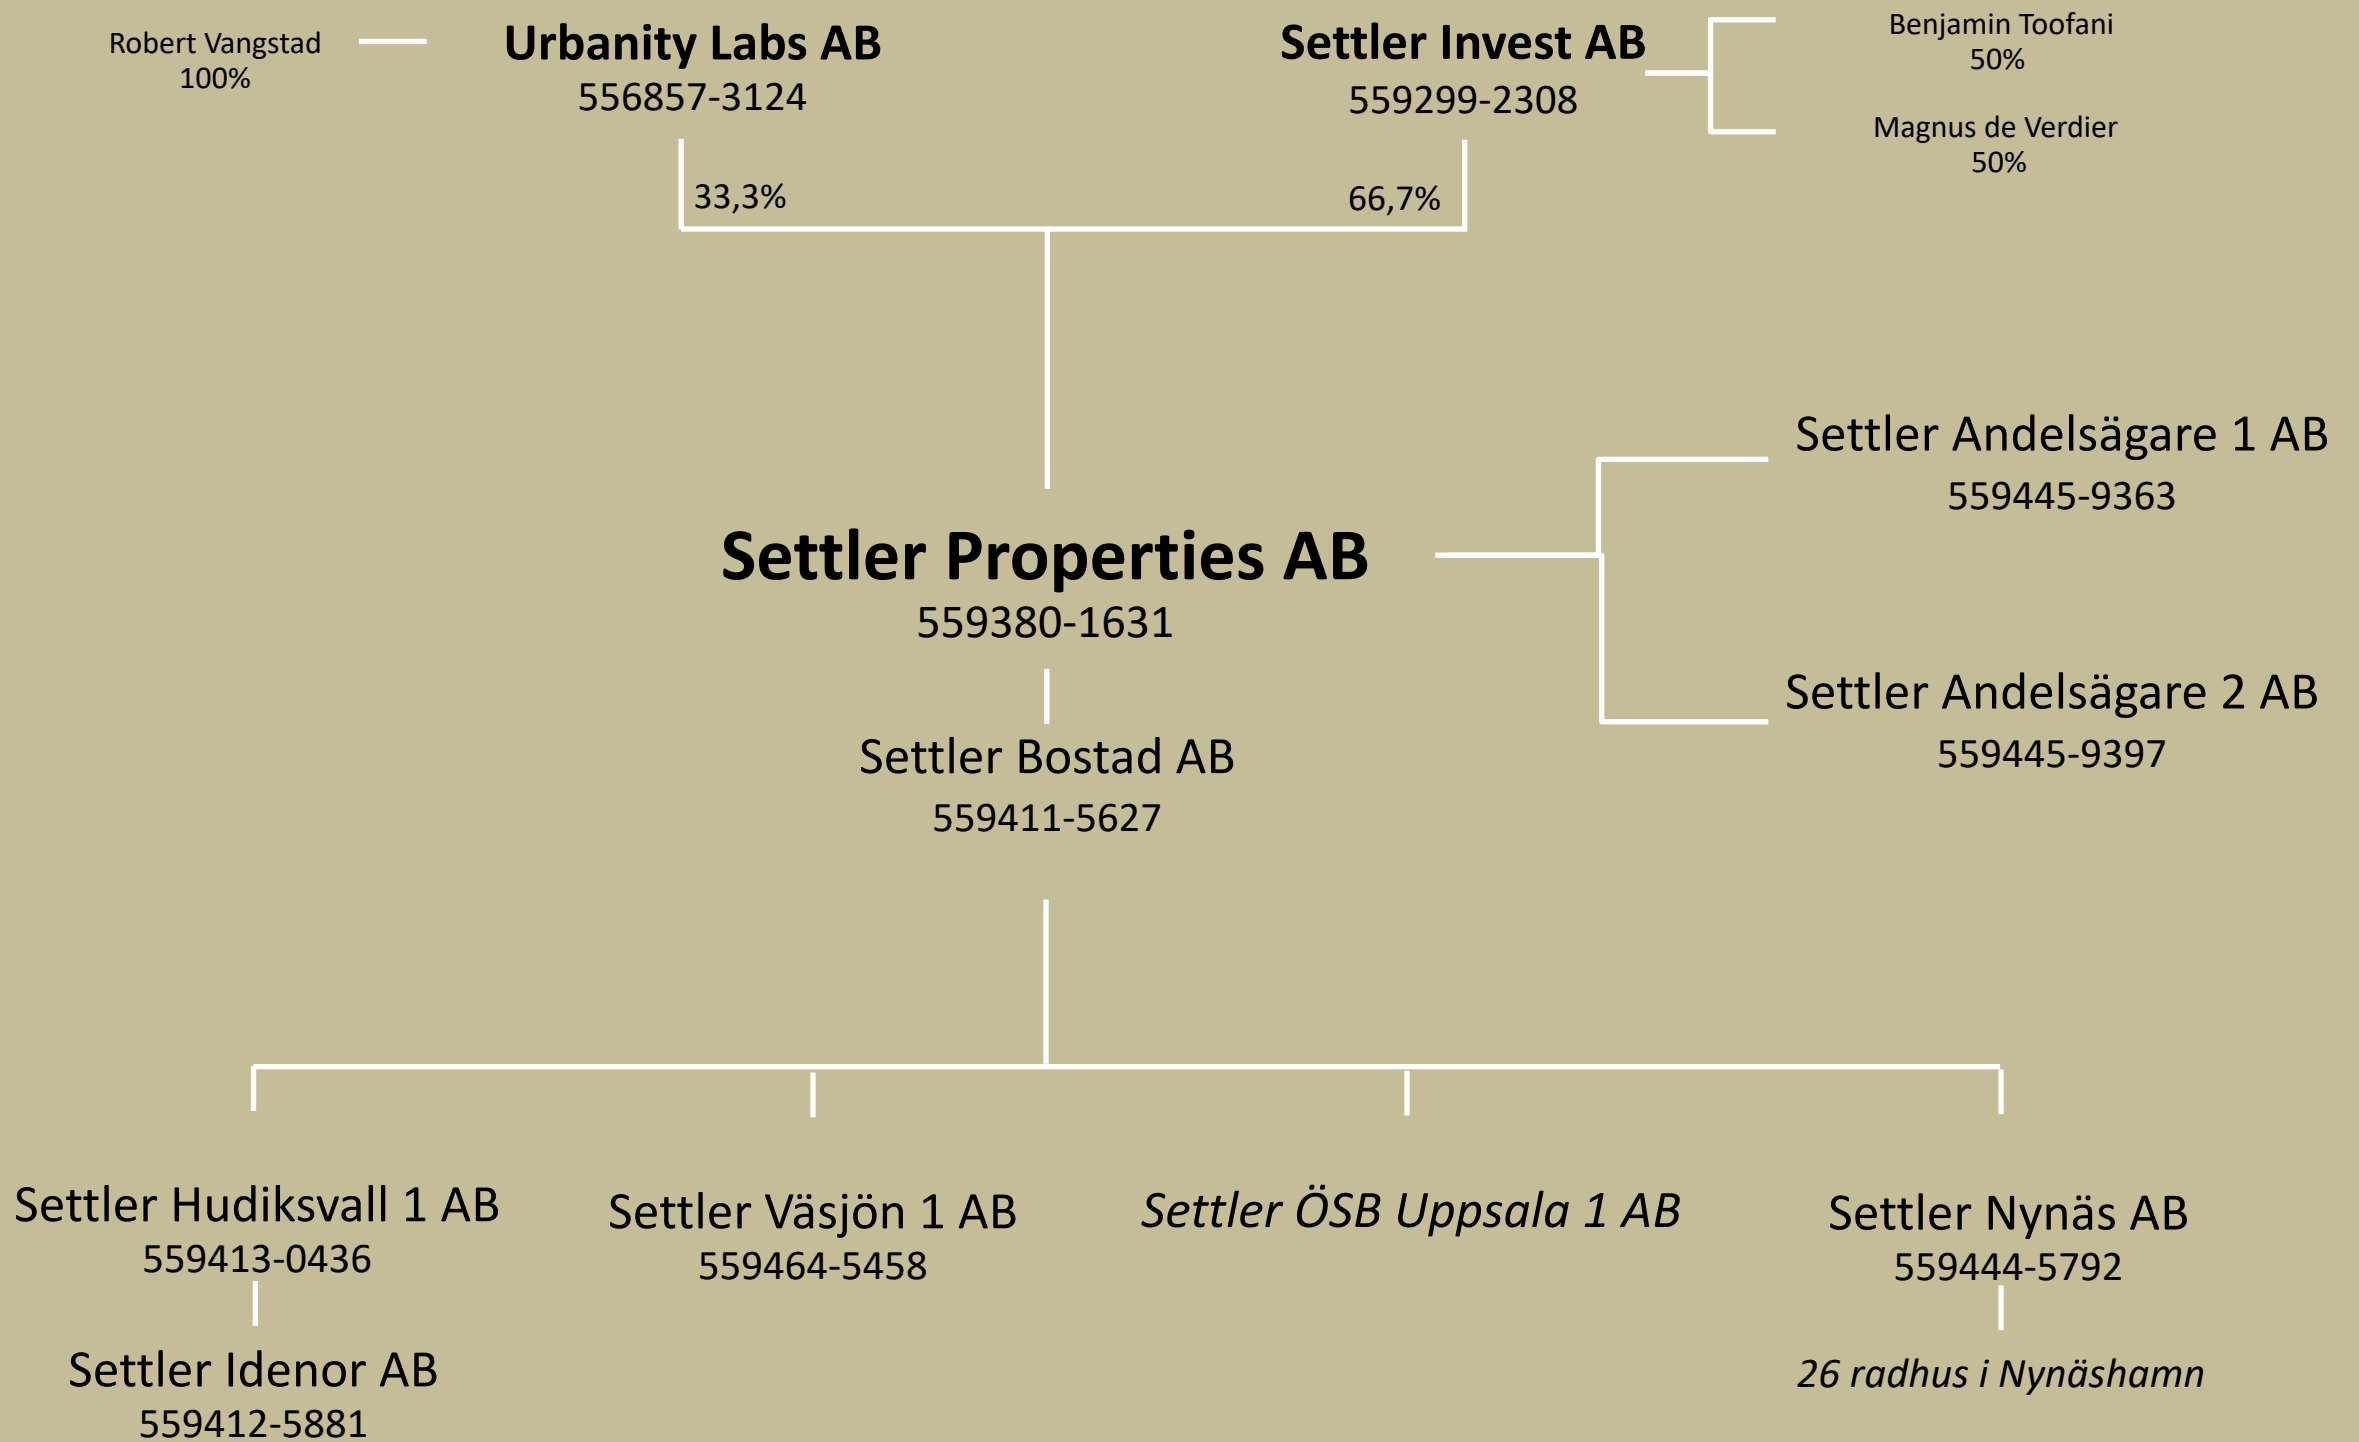 Robert Vangstad
100%
Urbanity Labs AB
556857-3124
Settler Invest AB
559299-2308
Benjamin Toofani
50%
Magnus de Verdier
50%
33,3%
66,7%
Settler Andelsägare 1 AB
559445-9363
Settler Properties AB
559380-1631
Settler Andelsägare 2 AB
559445-9397
Settler Bostad AB
559411-5627
Settler Hudiksvall 1 AB
559413-0436
Settler Väsjön 1 AB
559464-5458
Settler ÖSB Uppsala 1 AB
Settler Nynäs AB
559444-5792
Settler Idenor AB
559412-5881
26 radhus i Nynäshamn